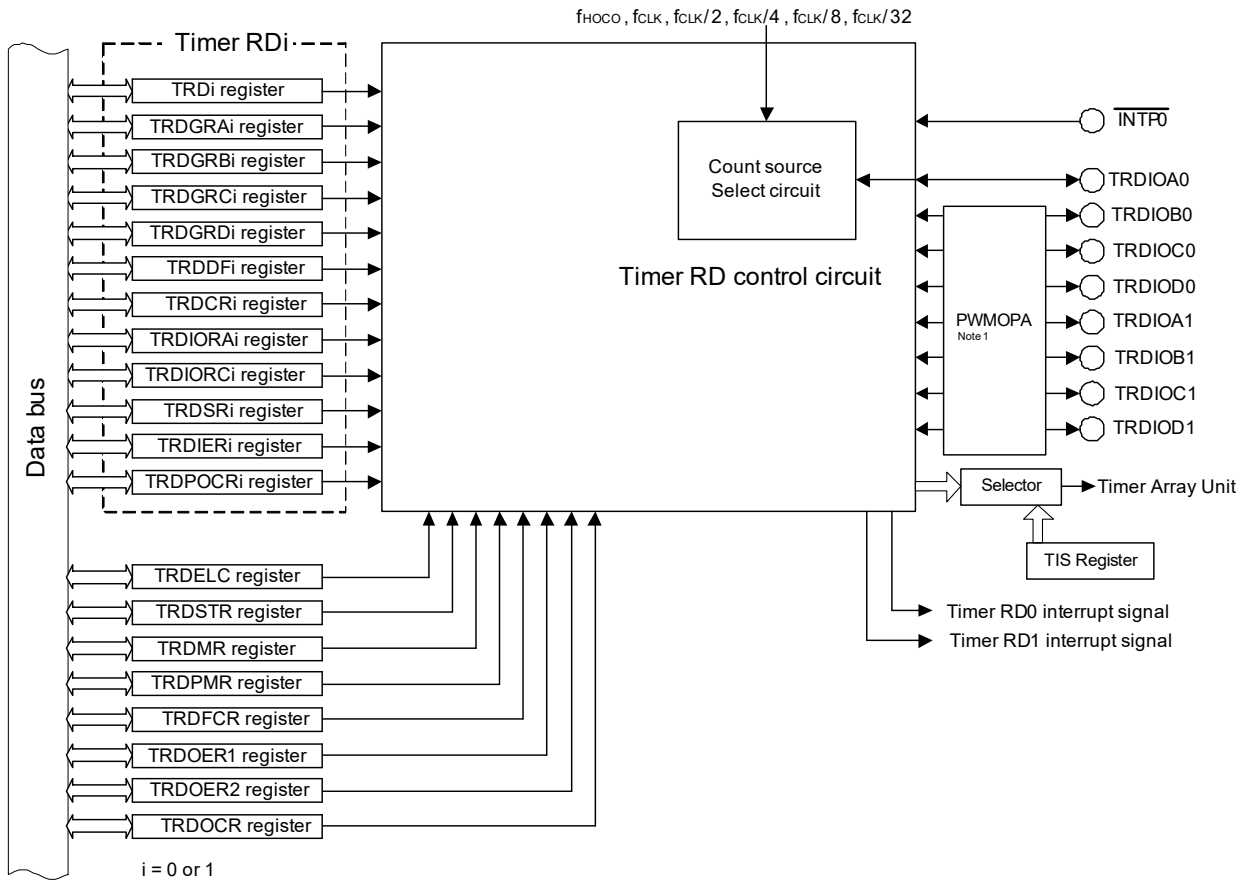 fHOCO , fCLK, fCLK/2, fCLK/4, fCLK/8, fCLK/32
Timer RDi
TRDi register
TRDGRAi register
TRDGRBi register
TRDGRCi register
TRDGRDi register
TRDDFi register
TRDCRi register
TRDIORAi register
TRDIORCi register
TRDSRi register
TRDIERi register
TRDPOCRi register
Data bus
TRDELC register
TRDSTR register
TRDMR register
TRDPMR register
TRDFCR register
TRDOER1 register
TRDOER2 register
TRDOCR register
i = 0 or 1
Count source
Select circuit
Timer RD control circuit
INTP0
TRDIOA0
TRDIOB0
TRDIOC0
TRDIOD0
TRDIOA1
TRDIOB1
TRDIOC1
TRDIOD1
PWMOPA
Note 1
Selector
Timer Array Unit
TIS Register
Timer RD0 interrupt signal
Timer RD1 interrupt signal